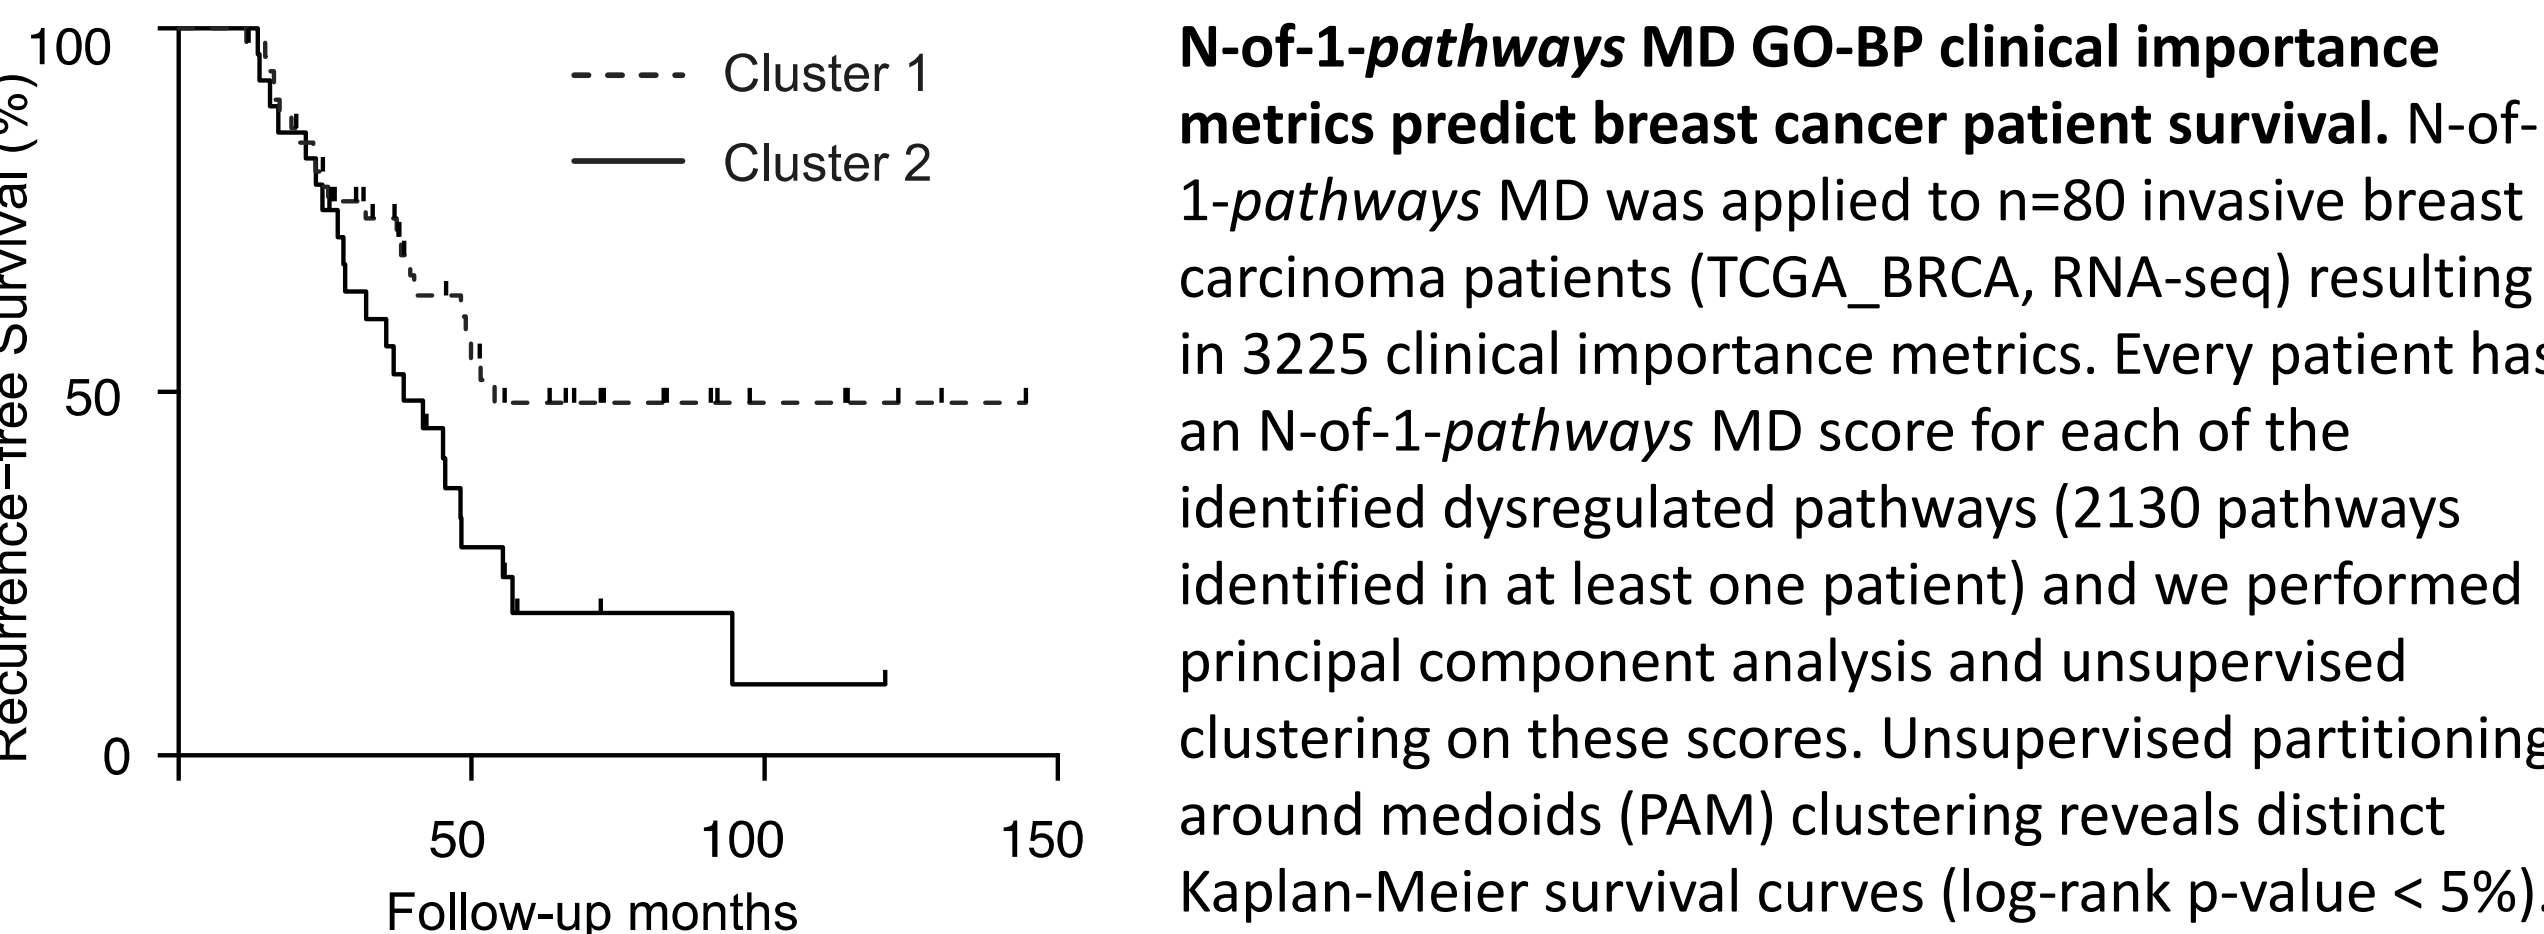 100
50
0
Recurrence-free Survival (%)
Cluster 1
Cluster 2
50 100 150
Follow-up months
N-of-1-pathways MD GO-BP clinical importance
metrics predict breast cancer patient survival. N-of-
1-pathways MD was applied to n=80 invasive breast
carcinoma patients (TCGA_BRCA, RNA-seq) resulting
in 3225 clinical importance metrics. Every patient has
an N-of-1-pathways MD score for each of the
identified dysregulated pathways (2130 pathways
identified in at least one patient) and we performed
principal component analysis and unsupervised
clustering on these scores. Unsupervised partitioning
around medoids (PAM) clustering reveals distinct
Kaplan-Meier survival curves (log-rank p-value < 5%).